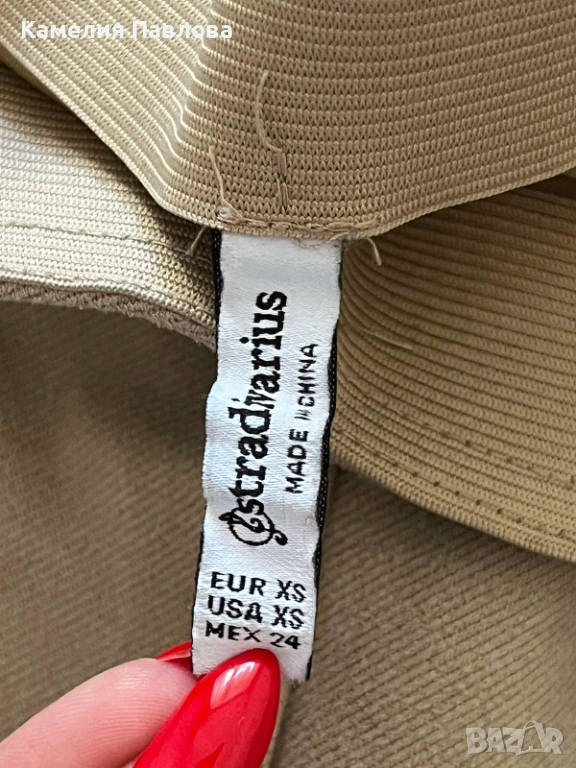 Камелия Павлова
Stradivarius
MADE IN CHINA
EUR XS
USA XS
MEX 24
BAZAR